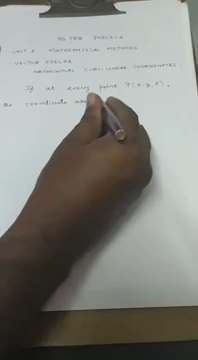 PHYSICS
UNIT 2 MATHEMATICAL METHODS
VECTOR FIELDS
ORTHOGONAL CURVILINEAR COORDINATES:
If at every point P(x, y, z),
the coordinate